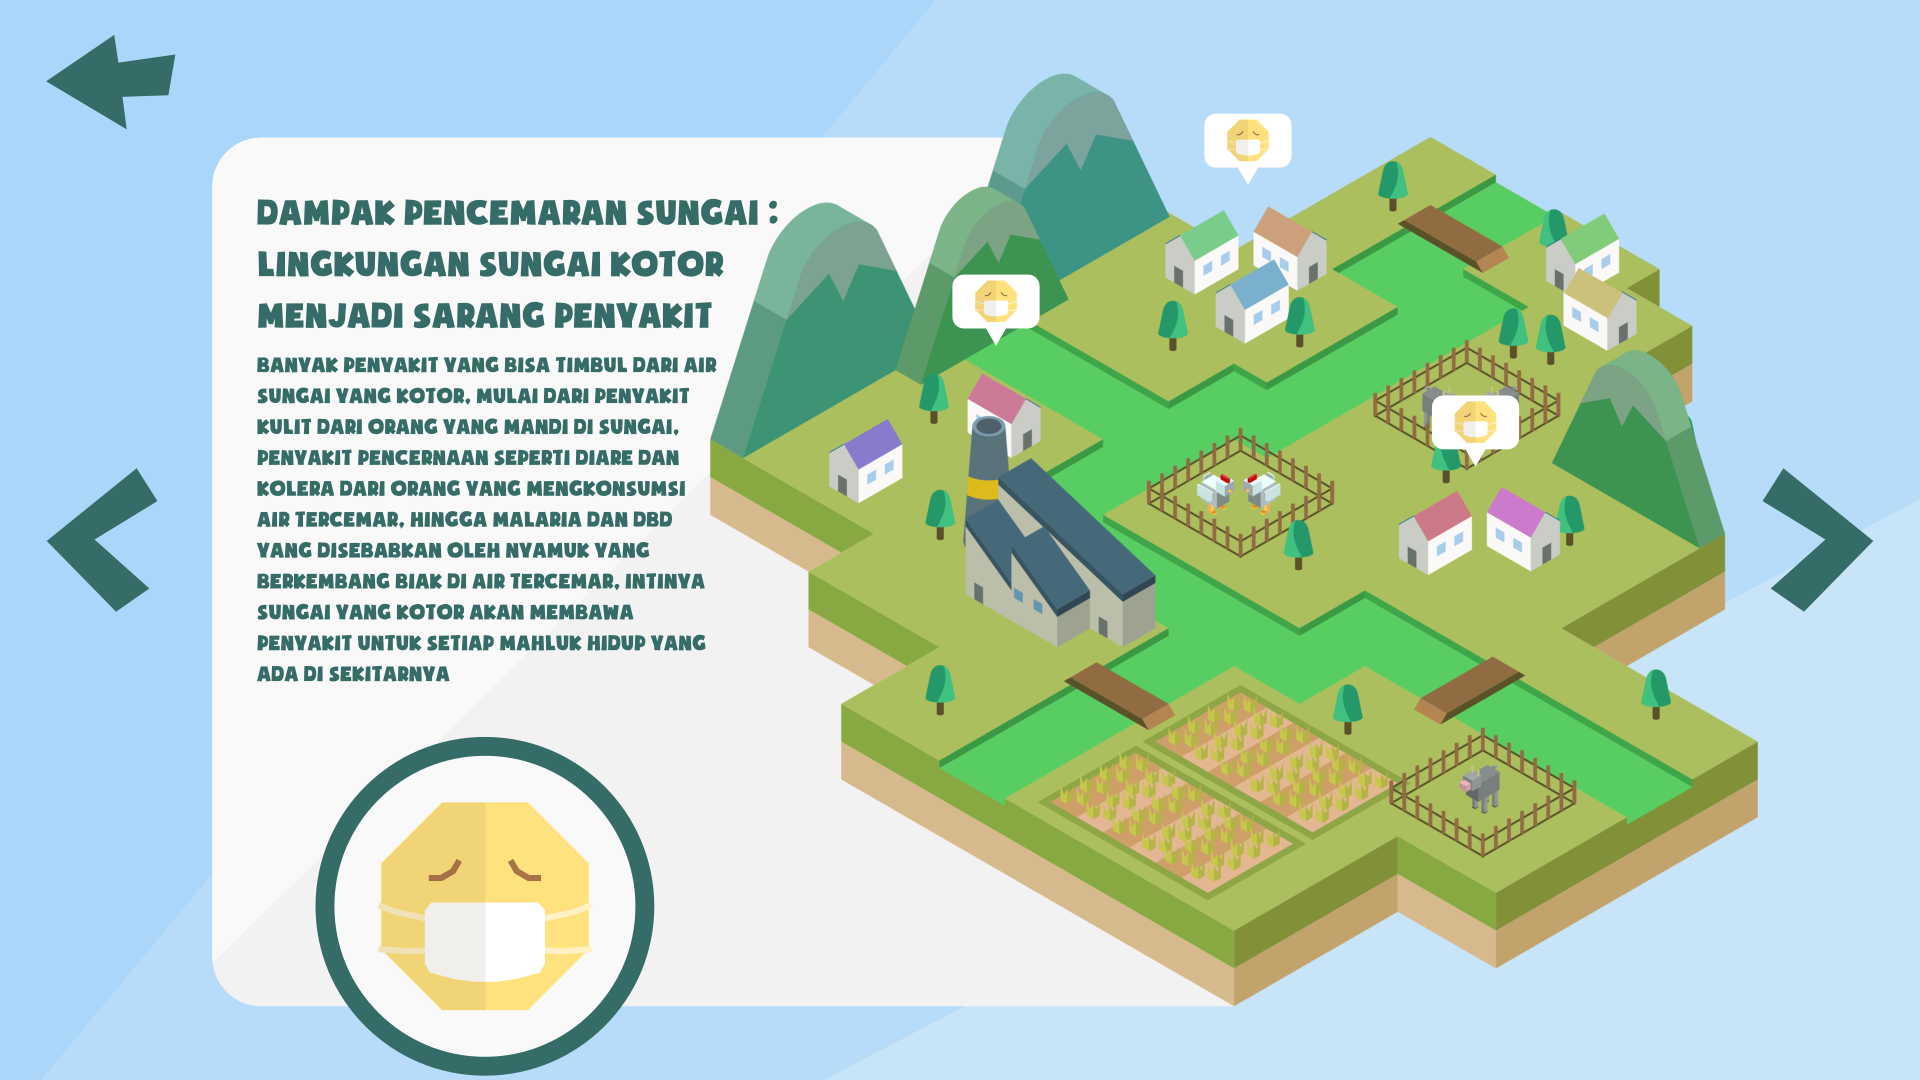 DAMPAK PENCEMARAN SUNGAI :
LINGKUNGAN SUNGAI KOTOR
MENJADI SARANG PENYAKIT
BANYAK PENYAKIT YANG BISA TIMBUL DARI AIR
SUNGAI YANG KOTOR, MULAI DARI PENYAKIT
KULIT DARI ORANG YANG MANDI DI SUNGAI,
PENYAKIT PENCERNAAN SEPERTI DIARE DAN
KOLERA DARI ORANG YANG MENGKONSUMSI
AIR TERCEMAR, HINGGA MALARIA DAN DBD
YANG DISEBABKAN OLEH NYAMUK YANG
BERKEMBANG BIAK DI AIR TERCEMAR, INTINYA
SUNGAI YANG KOTOR AKAN MEMBAWA
PENYAKIT UNTUK SETIAP MAHLUK HIDUP YANG
ADA DI SEKITARNYA